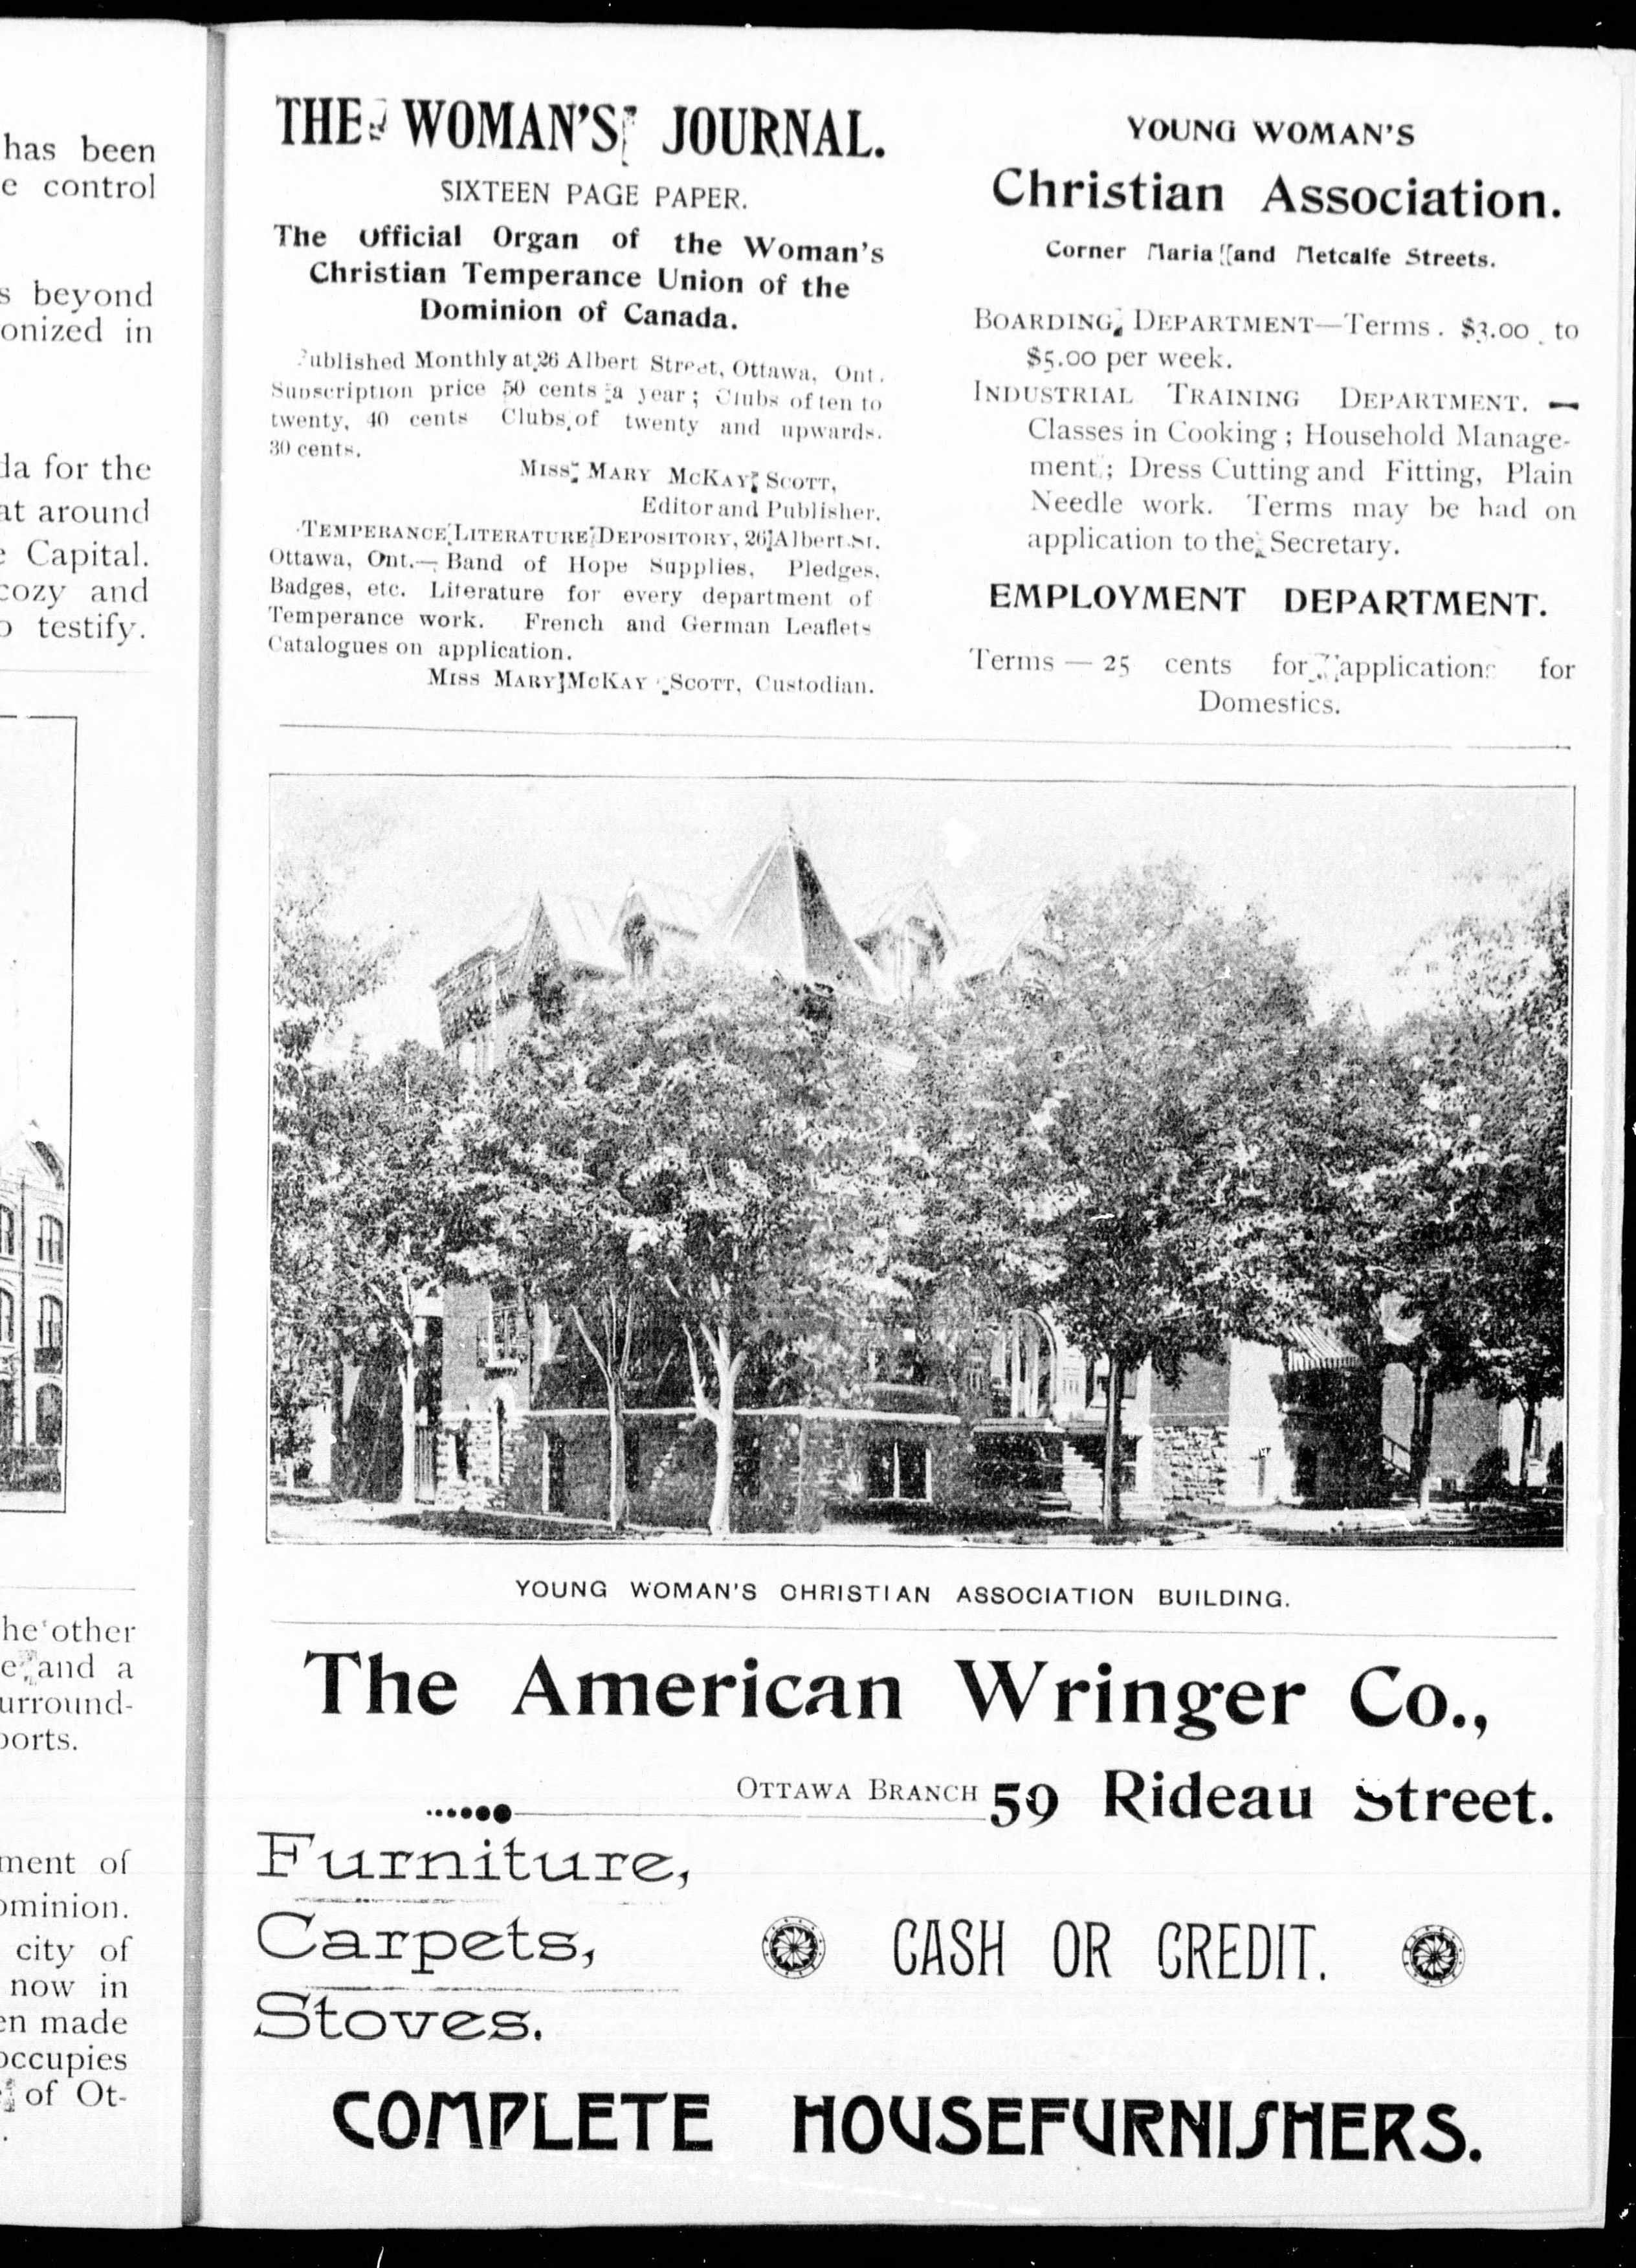 has been
e control
s beyond
onized in
da for the
at around
e Capital.
cozy and
o testify.
he other
e and a
urround-
ports.
ment of
ominion.
city of
now in
en made
occupies
of Ot-
THE WOMAN'S JOURNAL.
SIXTEEN PAGE PAPER.
The Official Organ of the Woman's
Christian Temperance Union of the
Dominion of Canada.
Published Monthly at 26 Albert Street, Ottawa, Ont.
Supscription price 50 cents a year; Clubs of ten to
twenty, 40 cents Clubs of twenty and upwards.
30 cents.
MISS MARY MCKAY SCOTT,
Editor and Publisher.
TEMPERANCE LITERATURE DEPOSITORY, 26 Albert St.
Ottawa, Ont.—Band of Hope Supplies, Pledges,
Badges, etc. Literature for every department of
Temperance work. French and German Leaflets
Catalogues on application.
MISS MARY MCKAY SCOTT, Custodian.
YOUNG WOMAN'S
Christian Association.
Corner Maria and Metcalfe Streets.
BOARDING DEPARTMENT—Terms. $3.00 to
$5.00 per week.
INDUSTRIAL TRAINING DEPARTMENT. —
Classes in Cooking; Household Manage-
ment; Dress Cutting and Fitting, Plain
Needle work. Terms may be had on
application to the Secretary.
EMPLOYMENT DEPARTMENT.
Terms — 25 cents for applications for
Domestics.
YOUNG WOMAN'S CHRISTIAN ASSOCIATION BUILDING.
The American Wringer Co.,
OTTAWA BRANCH 59 Rideau Street.
Furniture,
Carpets,
CASH OR CREDIT.
Stoves.
COMPLETE HOUSEFURNISHERS.